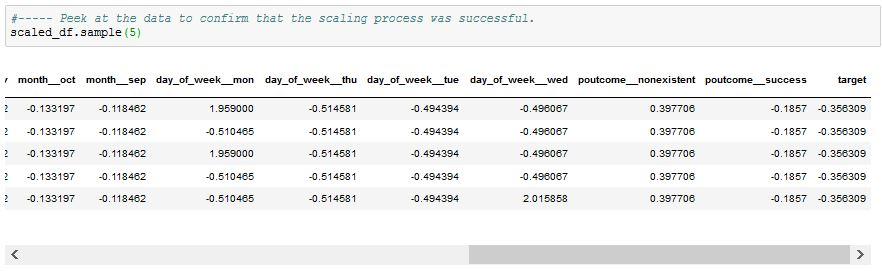 #----- Peek at the data to confirm that the scaling process was successful.
scaled_df.sample(5)
month__oct month__sep day_of_week__mon day_of_week__thu day_of_week__tue day_of_week__wed poutcome__nonexistent poutcome__success target
-0.133197 -0.118462 1.959000 -0.514581 -0.494394 -0.496067 0.397706 -0.1857 -0.356309
-0.133197 -0.118462 -0.510465 -0.514581 -0.494394 -0.496067 0.397706 -0.1857 -0.356309
-0.133197 -0.118462 1.959000 -0.514581 -0.494394 -0.496067 0.397706 -0.1857 -0.356309
-0.133197 -0.118462 -0.510465 -0.514581 -0.494394 -0.496067 0.397706 -0.1857 -0.356309
-0.133197 -0.118462 -0.510465 -0.514581 -0.494394 2.015858 0.397706 -0.1857 -0.356309